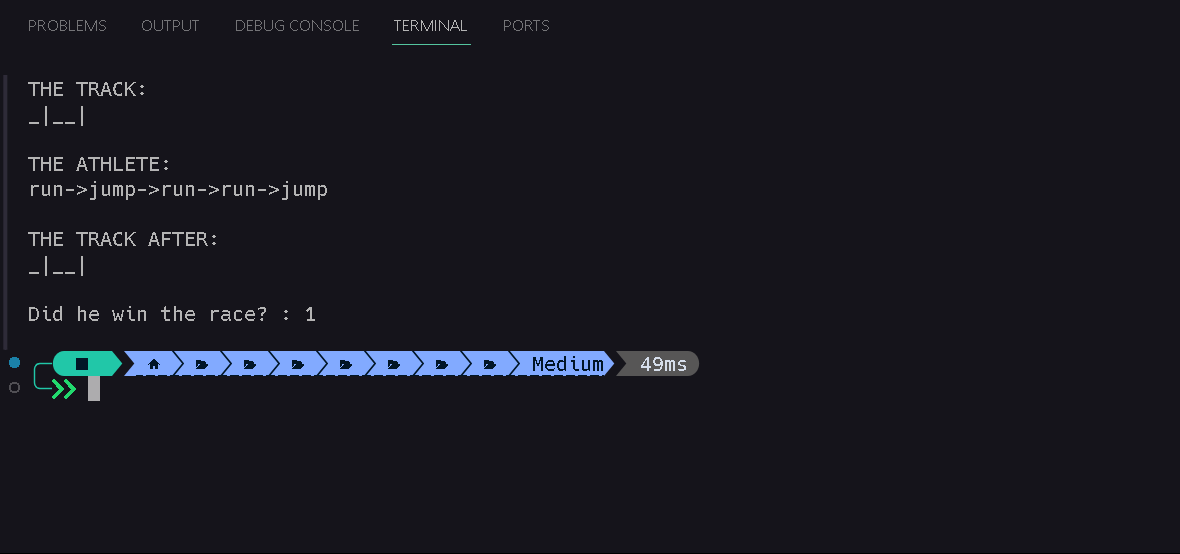 PROBLEMS OUTPUT DEBUG CONSOLE TERMINAL PORTS
THE TRACK:
_|__|
THE ATHLETE:
run->jump->run->run->jump
THE TRACK AFTER:
_|__|
Did he win the race? : 1
Medium 49ms